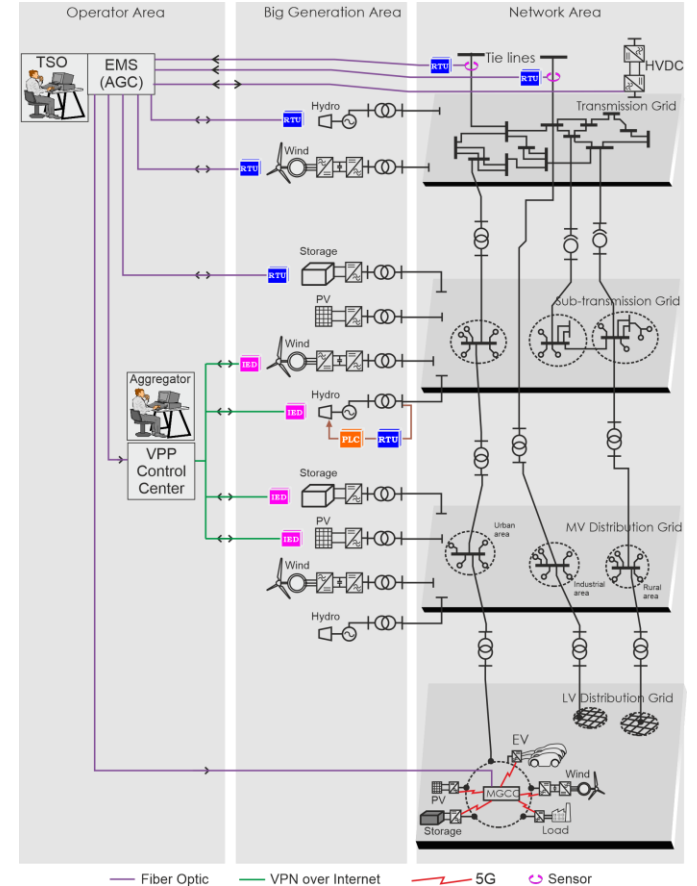 Operator Area
Big Generation Area
Network Area
TSO
EMS
(AGC)
RTU
Tie lines
RTU
HVDC
Hydro
RTU
Transmission Grid
Wind
RTU
Storage
RTU
PV
Sub-transmission Grid
Wind
IED
Aggregator
Hydro
IED
PLC
RTU
VPP
Control
Center
Storage
IED
PV
IED
Urban
area
MV Distribution Grid
Wind
Industrial
area
Rural
area
Hydro
LV Distribution Grid
EV
Wind
PV
MGCC
Storage
Load
Fiber Optic
VPN over Internet
5G
Sensor